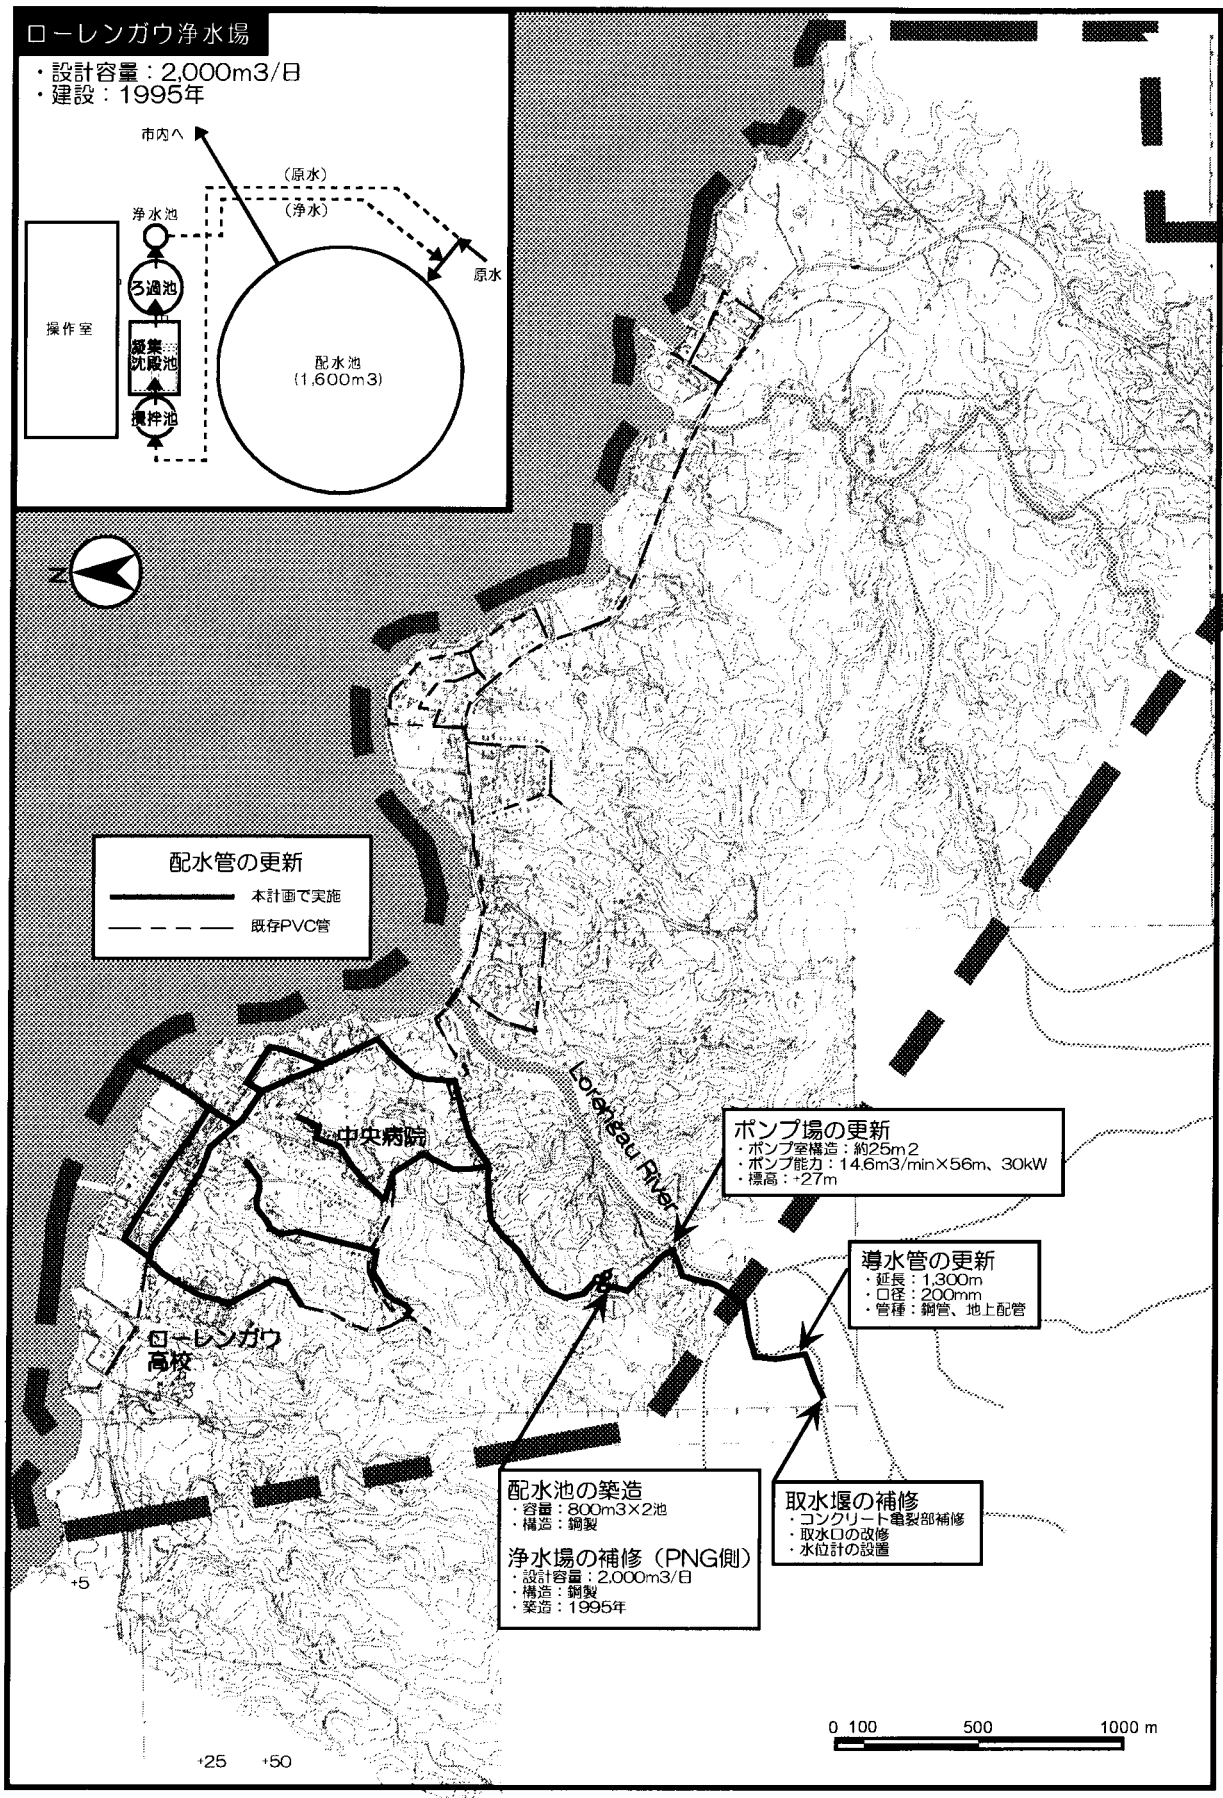 ローレンガウ浄水場
・設計容量：2,000m3/日
・建設：1995年
市内へ
(原水)
(浄水)
浄水池
原水
ろ過池
操作室
凝集
沈殿池
配水池
(1,600m3)
攪拌池
N
配水管の更新
本計画で実施
既存PVC管
Lorengau River
中央病院
ポンプ場の更新
・ポンプ室構造：約25m2
・ポンプ能力：14.6m3/min×56m、30kW
・標高：+27m
導水管の更新
・延長：1,300m
・口径：200mm
・管種：鋼管、地上配管
ローレンガウ
高校
配水池の築造
・容量：800m3×2池
・構造：鋼製
浄水場の補修（PNG側）
・設計容量：2,000m3/日
・構造：鋼製
・築造：1995年
取水堰の補修
・コンクリート亀裂部補修
・取水口の改修
・水位計の設置
+5
+25 +50
0 100 500 1000 m